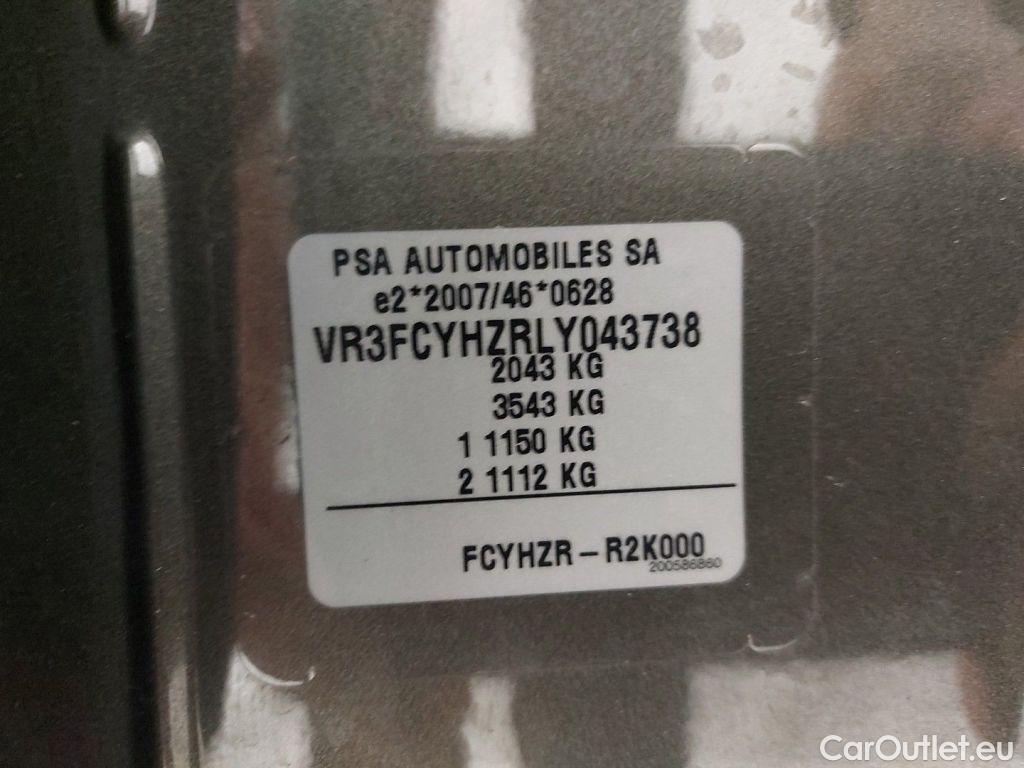 PSA AUTOMOBILES SA
e2*2007/46*0628
VR3FCYHZRLY043738
2043 KG
3543 KG
1 1150 KG
2 1112 KG
FCYHZR – R2K000
200586860
CarOutlet.eu